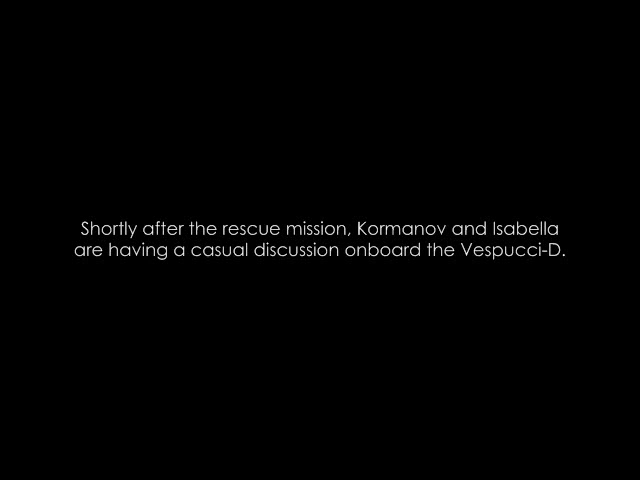 Shortly after the rescue mission, Kormanov and Isabella
are having a casual discussion onboard the Vespucci-D.